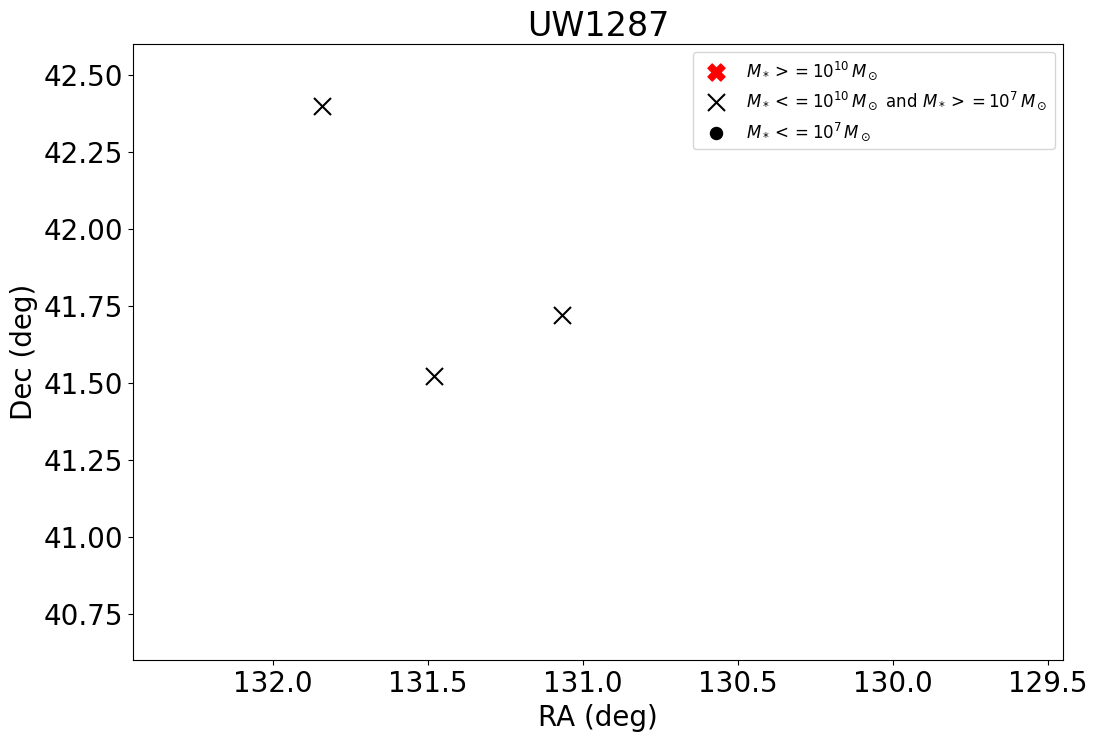 UW1287
M* >= 10^10 M⊙
M* <= 10^10 M⊙ and M* >= 10^7 M⊙
M* <= 10^7 M⊙
42.50
42.25
42.00
41.75
41.50
41.25
41.00
40.75
Dec (deg)
132.0 131.5 131.0 130.5 130.0 129.5
RA (deg)